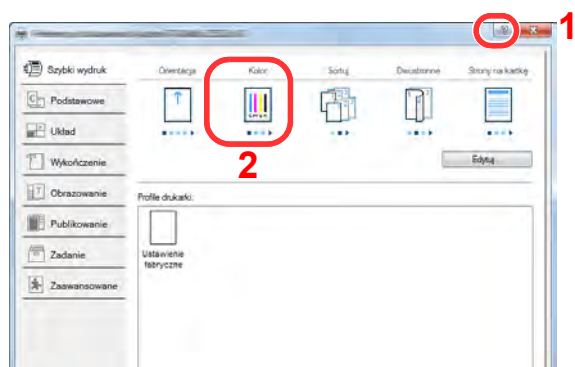 ? 1
Szybki wydruk
Orientacja Kolor Sortuj Dwustronne Strony na kartkę
Podstawowe
CMYK
Układ
2
Wykończenie
Edytuj...
Obrazowanie
Profile drukarki:
Publikowanie
Zadanie
Ustawienie
fabryczne
Zaawansowane